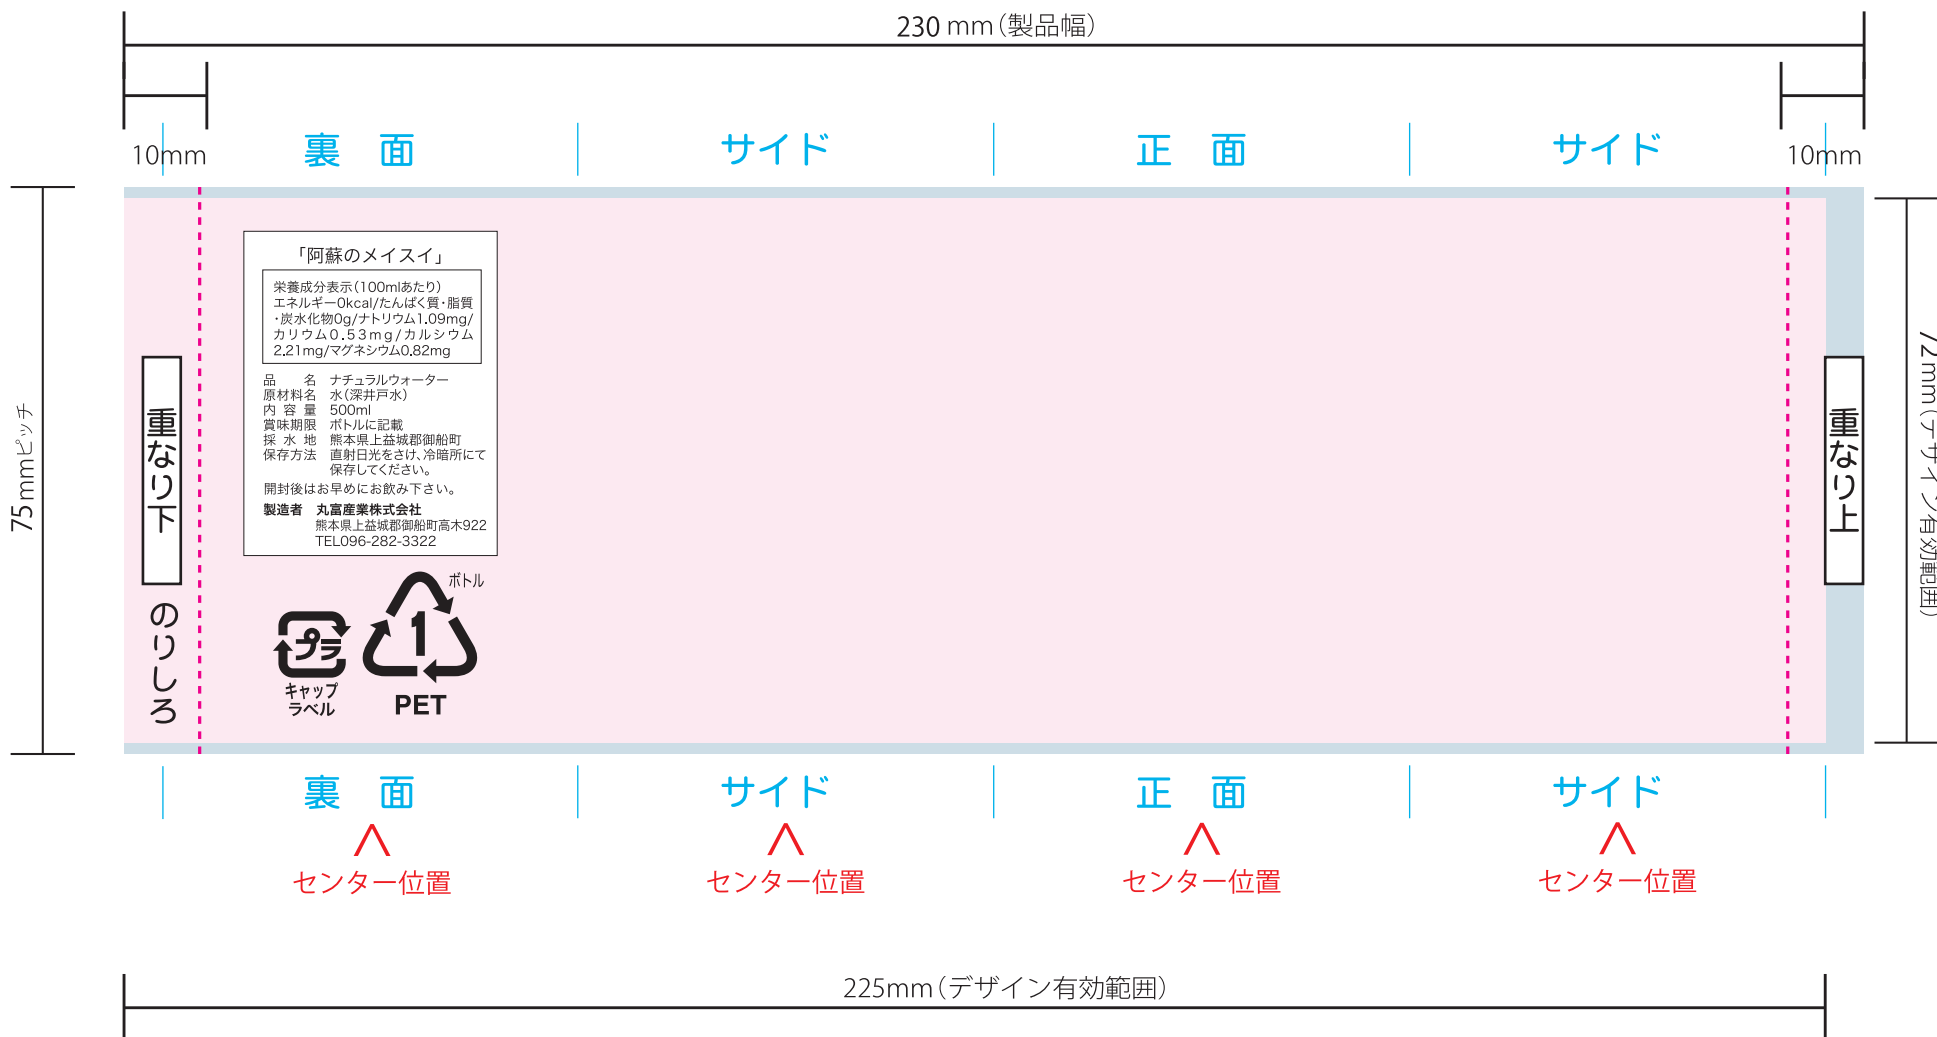 230 mm（製品幅）
10mm
裏　面
サイド
正　面
サイド
10mm
75mmピッチ
72mm（デザイン有効範囲）
「阿蘇のメイスイ」
栄養成分表示（100mlあたり）
エネルギー0kcal/たんぱく質・脂質
・炭水化物0g/ナトリウム1.09mg/
カリウム0.53mg/カルシウム
2.21mg/マグネシウム0.82mg
品　名　ナチュラルウォーター
原材料名　水（深井戸水）
内容量　500ml
賞味期限　ボトルに記載
採水地　熊本県上益城郡御船町
保存方法　直射日光をさけ、冷暗所にて
保存してください。
開封後はお早めにお飲み下さい。
製造者　丸富産業株式会社
熊本県上益城郡御船町高木922
TEL096-282-3322
重なり下
のりしろ
重なり上
プラ
キャップ
ラベル
ボトル
1
PET
裏　面
サイド
正　面
サイド
センター位置
センター位置
センター位置
センター位置
225mm（デザイン有効範囲）